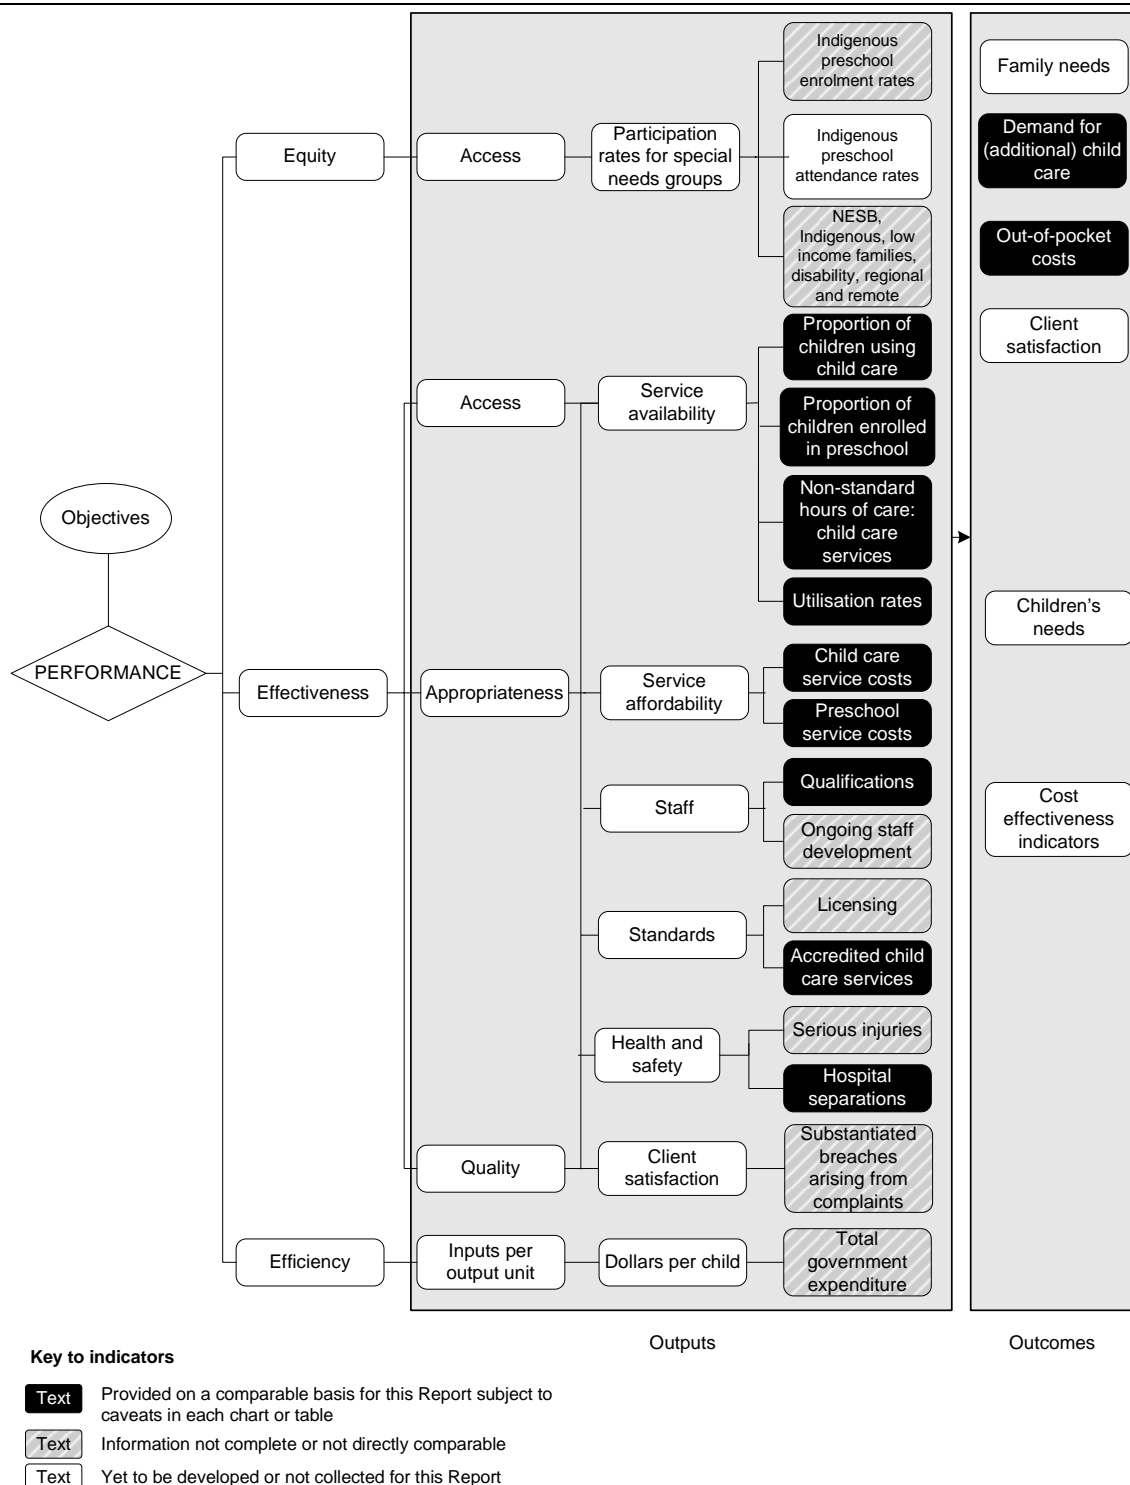 Objectives
PERFORMANCE
Equity
Effectiveness
Efficiency
Access
Participation
rates for special
needs groups
Indigenous
preschool
enrolment rates
Indigenous
preschool
attendance rates
NESB,
Indigenous, low
income families,
disability, regional
and remote
Access
Appropriateness
Quality
Service
availability
Proportion of
children using
child care
Proportion of
children enrolled
in preschool
Non-standard
hours of care:
child care
services
Utilisation rates
Service
affordability
Child care
service costs
Preschool
service costs
Staff
Qualifications
Ongoing staff
development
Standards
Licensing
Accredited child
care services
Health and
safety
Serious injuries
Hospital
separations
Client
satisfaction
Substantiated
breaches
arising from
complaints
Inputs per
output unit
Dollars per child
Total
government
expenditure
Outputs
Family needs
Demand for
(additional) child
care
Out-of-pocket
costs
Client
satisfaction
Children's
needs
Cost
effectiveness
indicators
Outcomes
Key to indicators
Text
Provided on a comparable basis for this Report subject to
caveats in each chart or table
Text
Information not complete or not directly comparable
Text
Yet to be developed or not collected for this Report